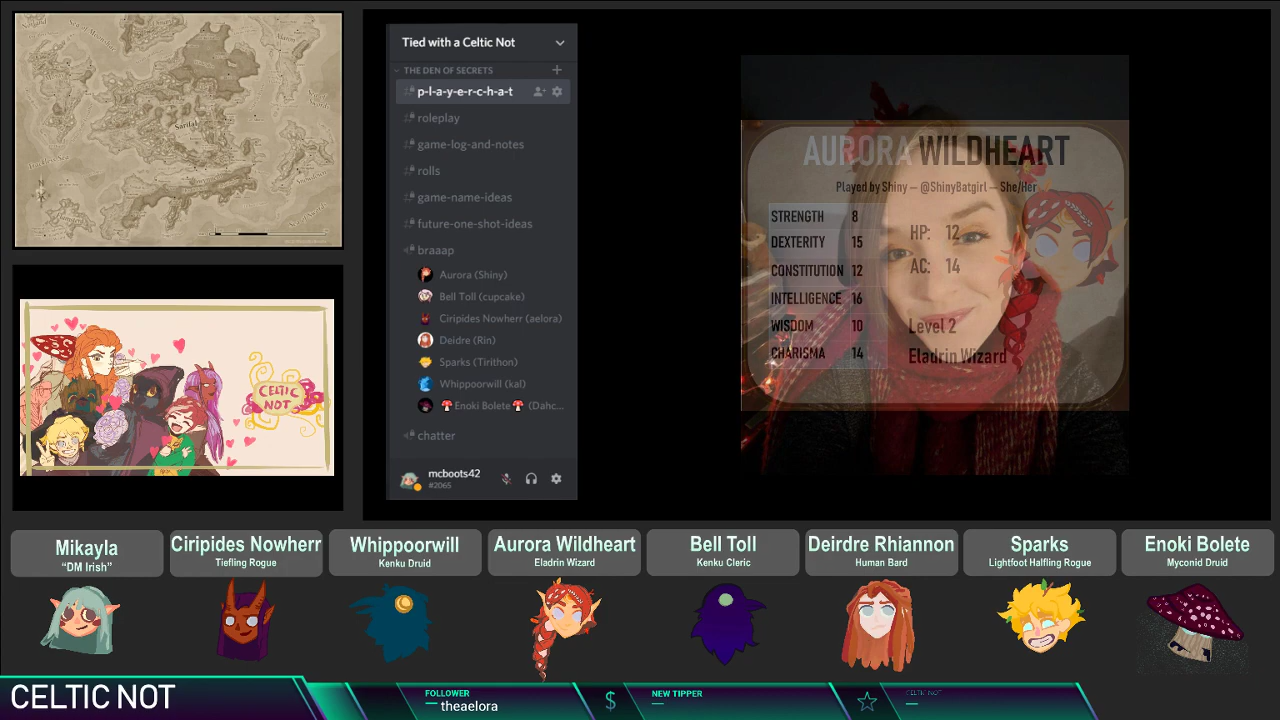 Sarifal
CELTIC
NOT
Tied with a Celtic Not
THE DEN OF SECRETS
p-l-a-y-e-r-c-h-a-t
roleplay
game-log-and-notes
rolls
game-name-ideas
future-one-shot-ideas
braaap
Aurora (Shiny)
Bell Toll (cupcake)
Ciripides Nowherr (aelora)
Deidre (Rin)
Sparks (Tirithon)
Whippoorwill (kal)
🍄Enoki Bolete🍄 (Dahc...
chatter
mcboots42
#2065
AURORA WILDHEART
Played by Shiny — @ShinyBatgirl — She/Her
STRENGTH 8
DEXTERITY 15
CONSTITUTION 12
INTELLIGENCE 16
WISDOM 10
CHARISMA 14
HP: 12
AC: 14
Level 2
Eladrin Wizard
Mikayla
"DM Irish"
Ciripides Nowherr
Tiefling Rogue
Whippoorwill
Kenku Druid
Aurora Wildheart
Eladrin Wizard
Bell Toll
Kenku Cleric
Deirdre Rhiannon
Human Bard
Sparks
Lightfoot Halfling Rogue
Enoki Bolete
Myconid Druid
CELTIC NOT
FOLLOWER
theaelora
$
NEW TIPPER
—
CELTIC NOT
—